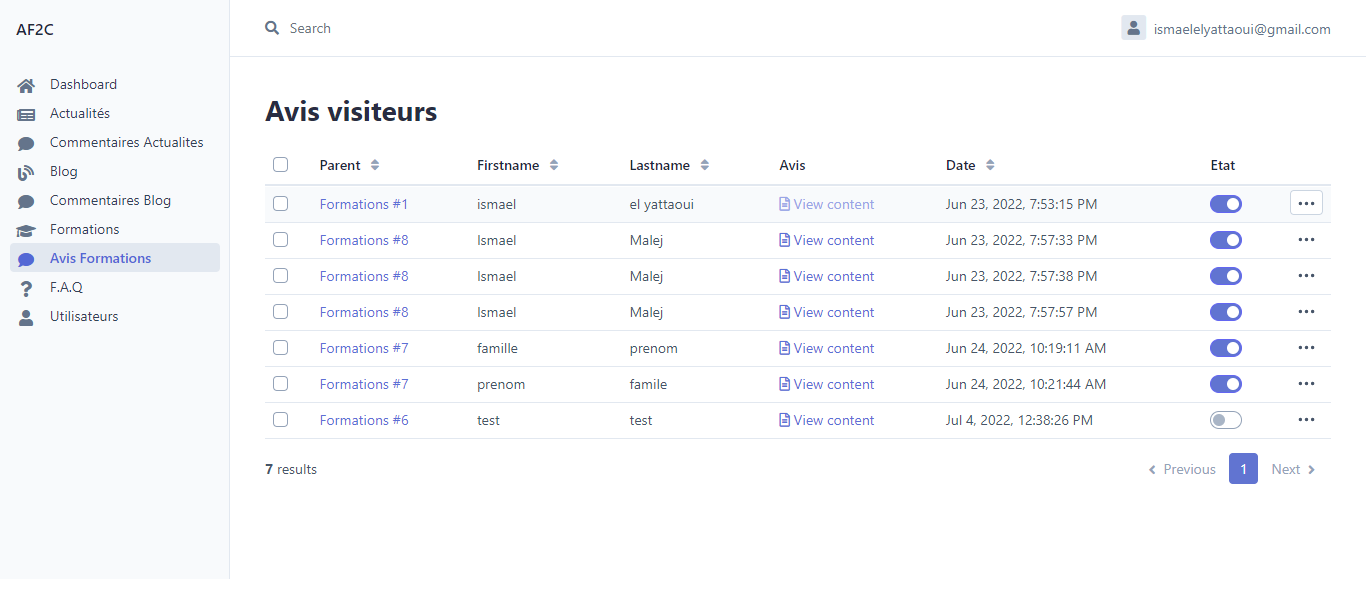 AF2C
Search
ismaelelyattaoui@gmail.com
Dashboard
Actualités
Commentaires Actualites
Blog
Commentaires Blog
Formations
Avis Formations
F.A.Q
Utilisateurs
Avis visiteurs
Parent Firstname Lastname Avis Date Etat
Formations #1 ismael el yattaoui View content Jun 23, 2022, 7:53:15 PM
Formations #8 Ismael Malej View content Jun 23, 2022, 7:57:33 PM
Formations #8 Ismael Malej View content Jun 23, 2022, 7:57:38 PM
Formations #8 Ismael Malej View content Jun 23, 2022, 7:57:57 PM
Formations #7 famille prenom View content Jun 24, 2022, 10:19:11 AM
Formations #7 prenom famile View content Jun 24, 2022, 10:21:44 AM
Formations #6 test test View content Jul 4, 2022, 12:38:26 PM
7 results
Previous 1 Next